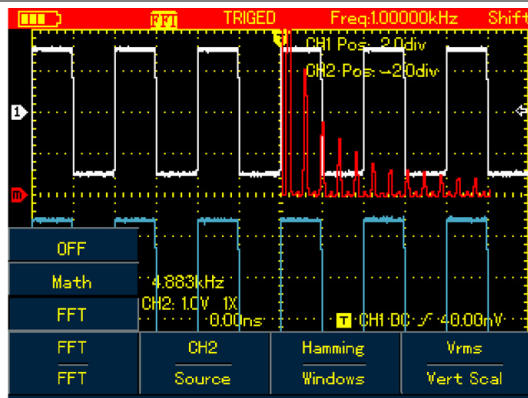 FFT TRIGED Freq:1.00000kHz Shift
CH1 Pos: 2.0div
CH2 Pos: -2.0div
1
m
OFF
Math 4.883kHz
CH2: 1.0V 1X
FFT 0.00ns T CH1 DC 40.00mV
FFT CH2 Hamming Vrms
FFT Source Windows Vert Scal